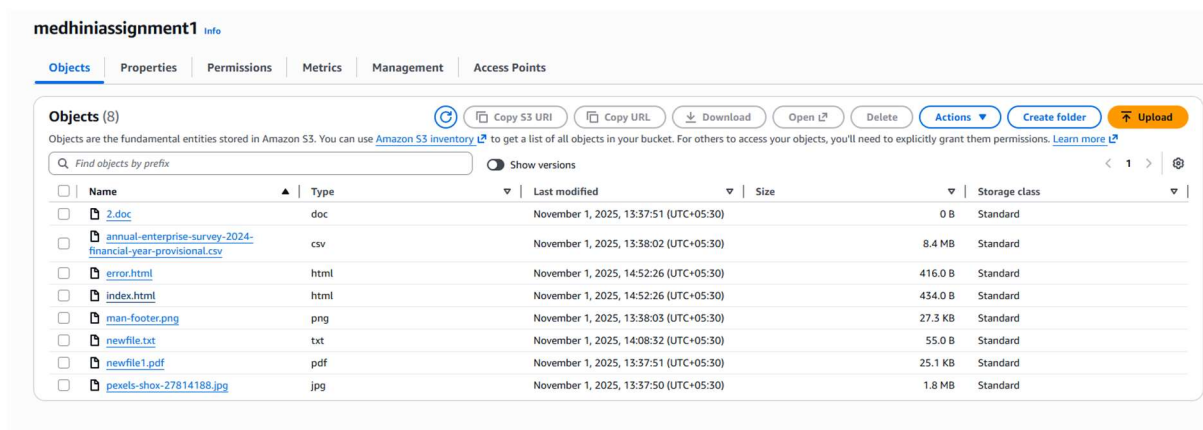 medhiniassignment1 Info
Objects Properties Permissions Metrics Management Access Points
Objects (8) Copy S3 URI Copy URL Download Open Delete Actions Create folder Upload
Objects are the fundamental entities stored in Amazon S3. You can use Amazon S3 inventory to get a list of all objects in your bucket. For others to access your objects, you'll need to explicitly grant them permissions. Learn more
Find objects by prefix Show versions 1
Name Type Last modified Size Storage class
2.doc doc November 1, 2025, 13:37:51 (UTC+05:30) 0 B Standard
annual-enterprise-survey-2024-
financial-year-provisional.csv csv November 1, 2025, 13:38:02 (UTC+05:30) 8.4 MB Standard
error.html html November 1, 2025, 14:52:26 (UTC+05:30) 416.0 B Standard
index.html html November 1, 2025, 14:52:26 (UTC+05:30) 434.0 B Standard
man-footer.png png November 1, 2025, 13:38:03 (UTC+05:30) 27.3 KB Standard
newfile.txt txt November 1, 2025, 14:08:32 (UTC+05:30) 55.0 B Standard
newfile1.pdf pdf November 1, 2025, 13:37:51 (UTC+05:30) 25.1 KB Standard
pexels-shox-27814188.jpg jpg November 1, 2025, 13:37:50 (UTC+05:30) 1.8 MB Standard